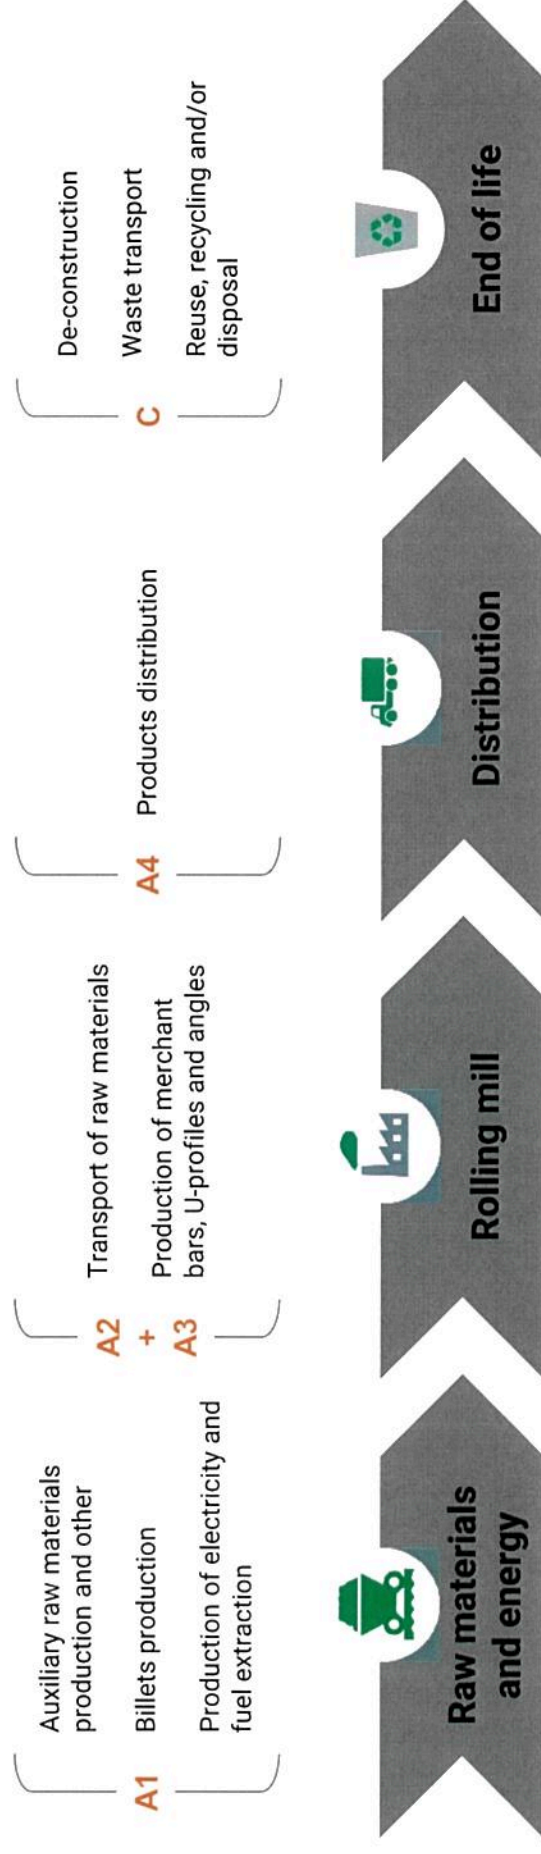 A1
Auxiliary raw materials
production and other
Billets production
Production of electricity and
fuel extraction
A2
+
A3
Transport of raw materials
Production of merchant
bars, U-profiles and angles
A4
Products distribution
C
De-construction
Waste transport
Reuse, recycling and/or
disposal
Raw materials
and energy
Rolling mill
Distribution
End of life